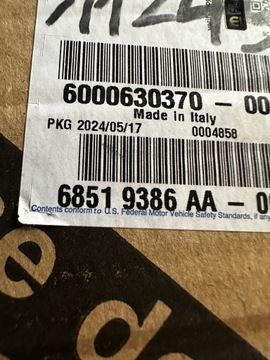 6000630370 - 00
Made in Italy
PKG 2024/05/17 0004858
6851 9386 AA - 0
Contents conform to U.S. Federal Motor Vehicle Safety Standards, if any